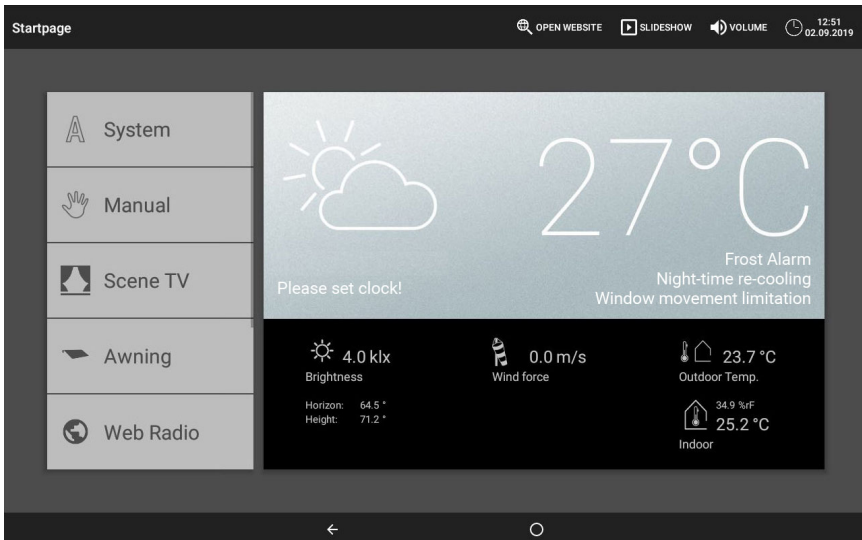 Startpage
OPEN WEBSITE
SLIDESHOW
VOLUME
12:51
02.09.2019
System
Manual
Scene TV
Awning
Web Radio
27°C
Frost Alarm
Night-time re-cooling
Window movement limitation
Please set clock!
4.0 klx
Brightness
Horizon: 64.5 °
Height: 71.2 °
0.0 m/s
Wind force
23.7 °C
Outdoor Temp.
34.9 %rF
25.2 °C
Indoor